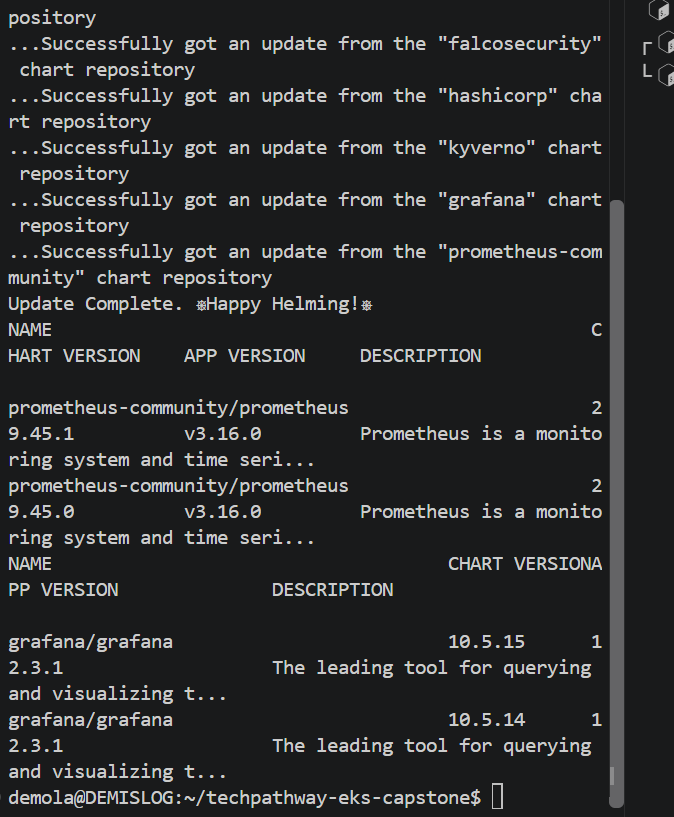 pository
...Successfully got an update from the "falcosecurity"
 chart repository
...Successfully got an update from the "hashicorp" cha
rt repository
...Successfully got an update from the "kyverno" chart
 repository
...Successfully got an update from the "grafana" chart
 repository
...Successfully got an update from the "prometheus-com
munity" chart repository
Update Complete. ⎈Happy Helming!⎈
NAME                                                 C
HART VERSION    APP VERSION     DESCRIPTION
prometheus-community/prometheus                      2
9.45.1          v3.16.0         Prometheus is a monito
ring system and time seri...
prometheus-community/prometheus                      2
9.45.0          v3.16.0         Prometheus is a monito
ring system and time seri...
NAME                                    CHART VERSIONA
PP VERSION              DESCRIPTION
grafana/grafana                         10.5.15      1
2.3.1                   The leading tool for querying
and visualizing t...
grafana/grafana                         10.5.14      1
2.3.1                   The leading tool for querying
and visualizing t...
demola@DEMISLOG:~/techpathway-eks-capstone$